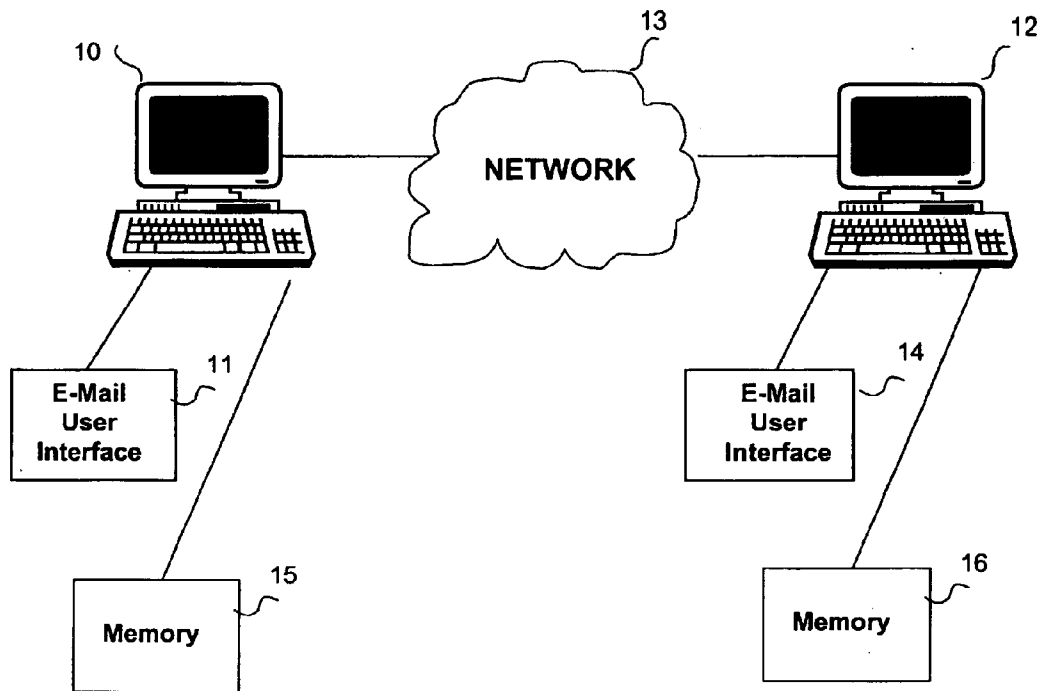 10
13
12
NETWORK
11
E-Mail
User
Interface
14
E-Mail
User
Interface
15
Memory
16
Memory